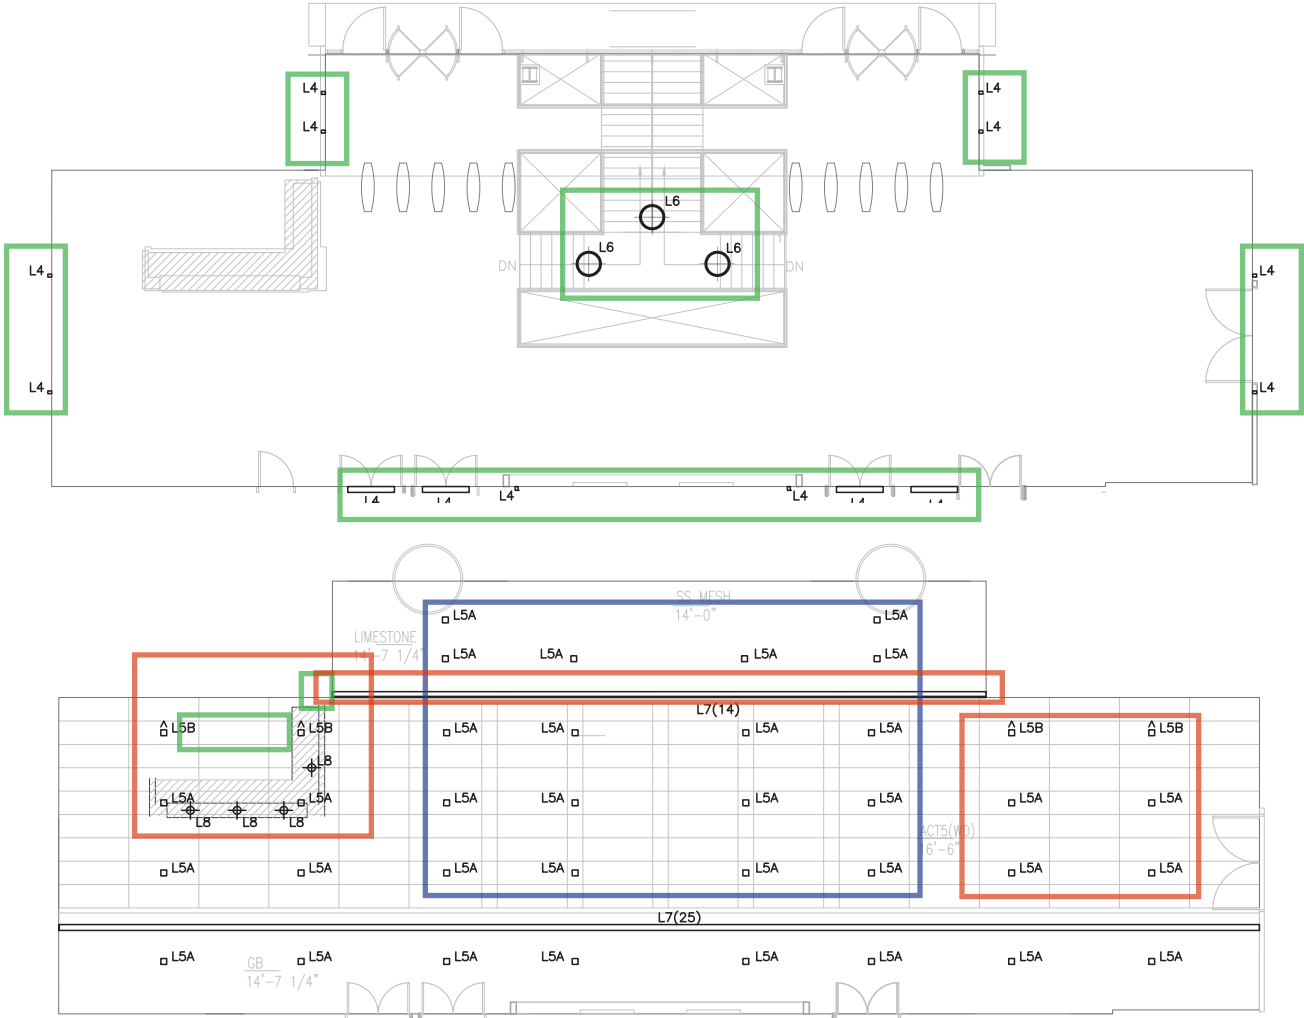 L4 L4
L4 L4
L6
L6 L6
DN DN
L4 L4
L4 L4
L4 L4 L4 L4 L4 L4
SS MESH
14'-0"
L5A L5A
LIMESTONE
14'-7 1/4"
L5A L5A L5A L5A
L7(14)
L5B L5B L5A L5A L5A L5A L5B L5B
L8
L5A L5A L5A L5A L5A L5A L5A L5A
L8 L8 L8
ACT5(WD)
16'-6"
L5A L5A L5A L5A L5A L5A L5A L5A
L7(25)
L5A L5A L5A L5A L5A L5A L5A L5A
GB
14'-7 1/4"